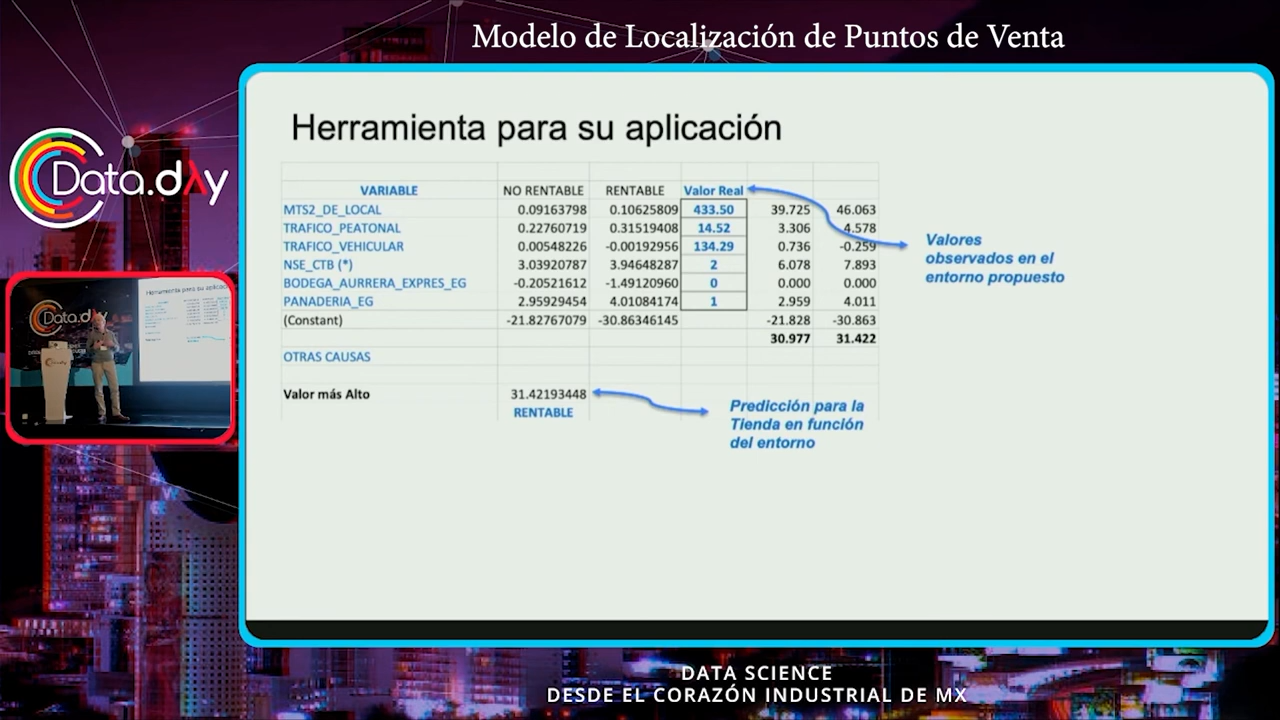 Modelo de Localización de Puntos de Venta
Data.dλy
Herramienta para su aplicación
VARIABLE NO RENTABLE RENTABLE Valor Real
MTS2_DE_LOCAL 0.09163798 0.10625809 433.50 39.725 46.063
TRAFICO_PEATONAL 0.22760719 0.31519408 14.52 3.306 4.578
TRAFICO_VEHICULAR 0.00548226 -0.00192956 134.29 0.736 -0.259
NSE_CTB (*) 3.03920787 3.94648287 2 6.078 7.893
BODEGA_AURRERA_EXPRES_EG -0.20521612 -1.49120960 0 0.000 0.000
PANADERIA_EG 2.95929454 4.01084174 1 2.959 4.011
(Constant) -21.82767079 -30.86346145 -21.828 -30.863
30.977 31.422
OTRAS CAUSAS
Valor más Alto 31.42193448
RENTABLE
Valores
observados en el
entorno propuesto
Predicción para la
Tienda en función
del entorno
Data.dλy
DATA SCIENCE
DESDE EL CORAZÓN INDUSTRIAL DE MX